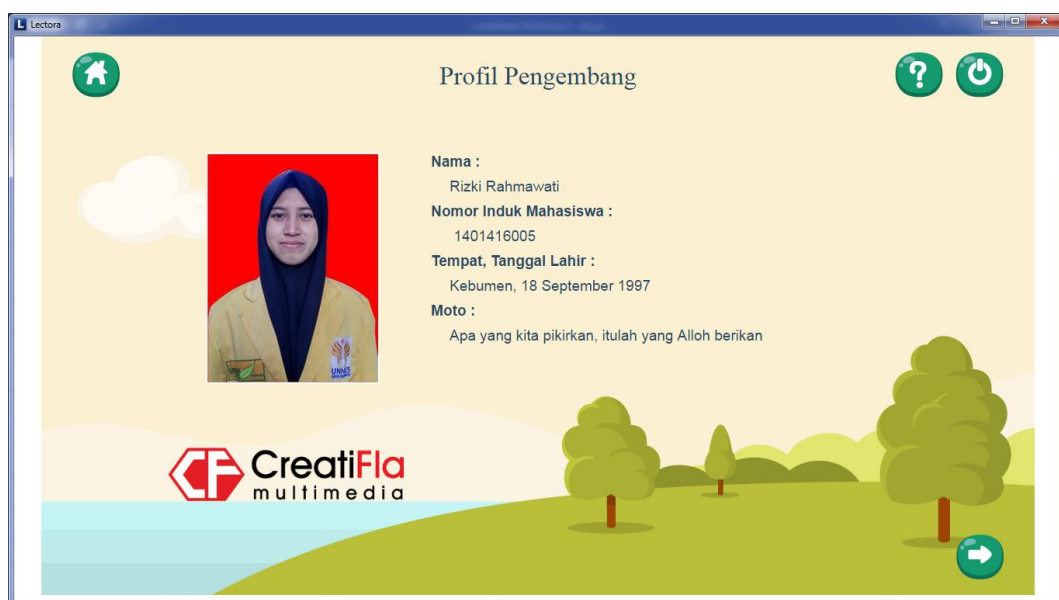 Lectora
Profil Pengembang
Nama :
Rizki Rahmawati
Nomor Induk Mahasiswa :
1401416005
Tempat, Tanggal Lahir :
Kebumen, 18 September 1997
Moto :
Apa yang kita pikirkan, itulah yang Alloh berikan
UNNES
CreatiFla
multimedia